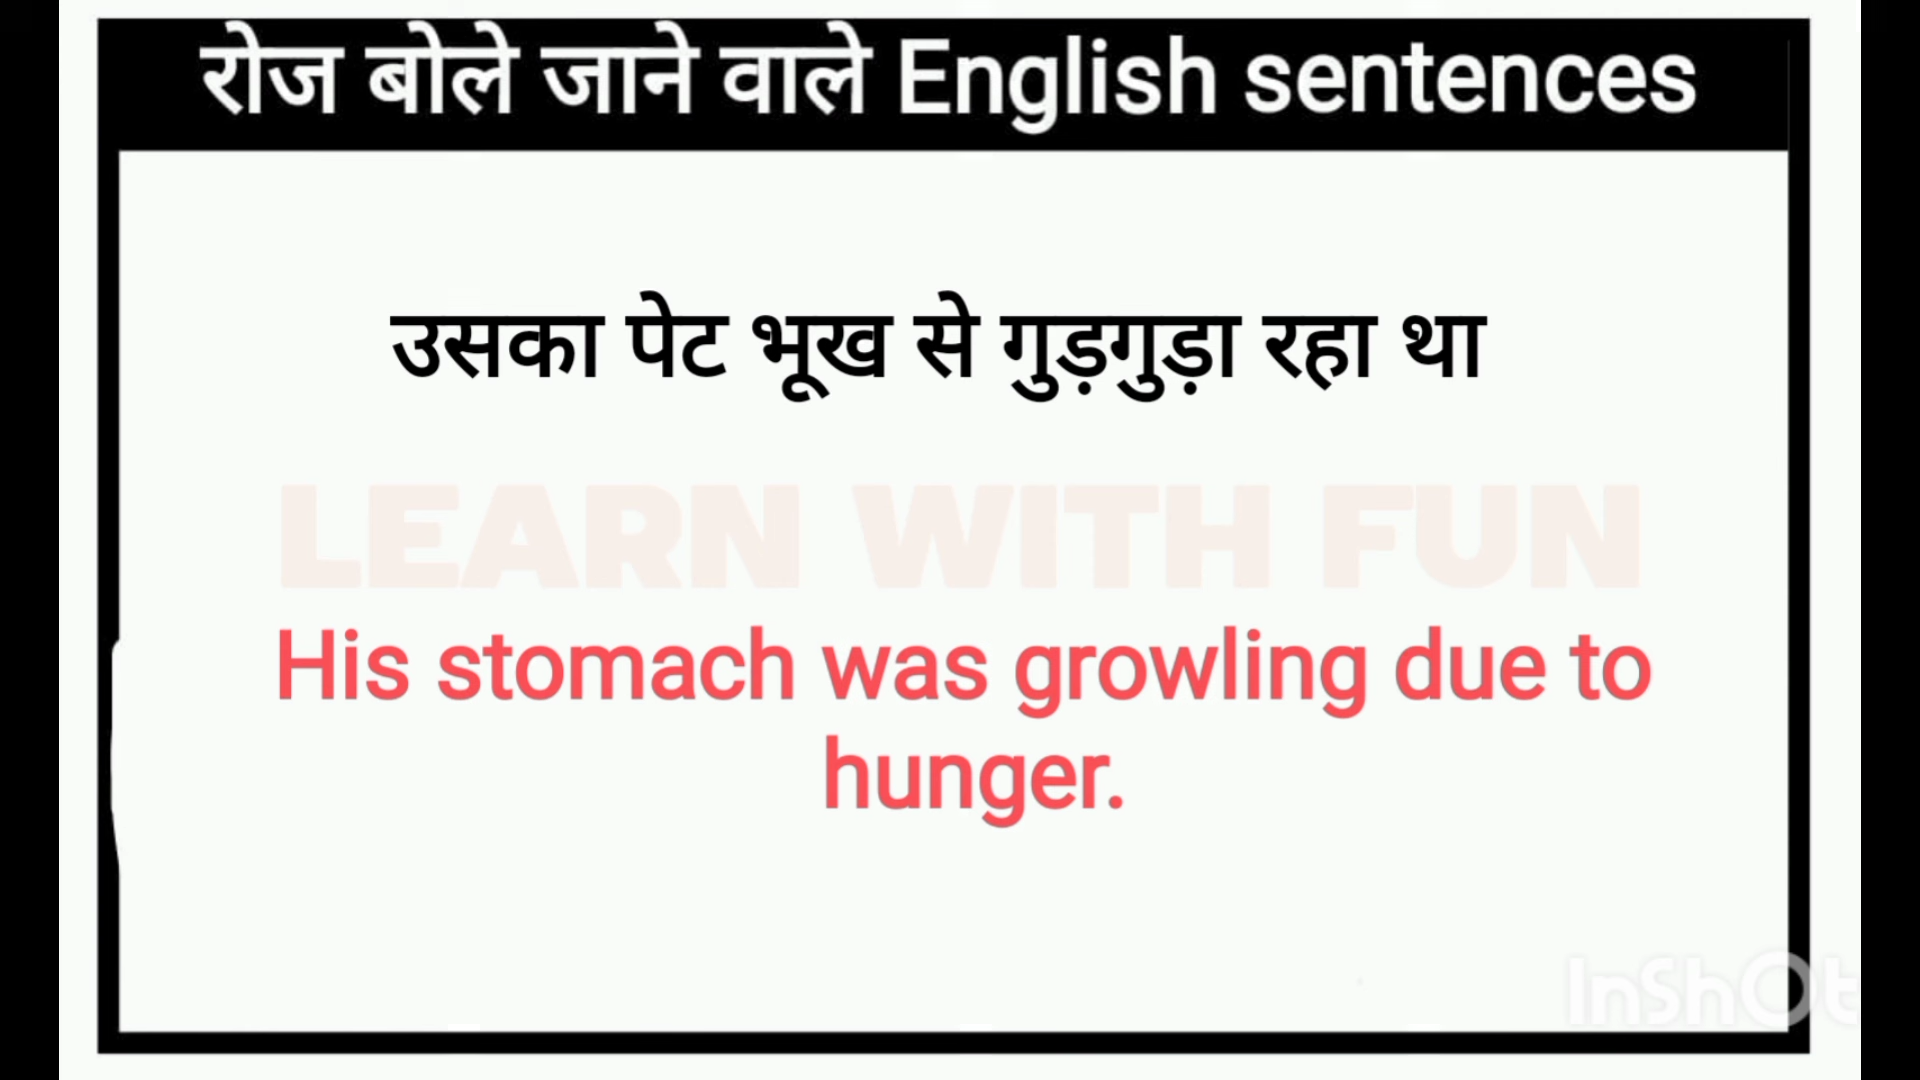 रोज बोले जाने वाले English sentences
उसका पेट भूख से गुड़गुड़ा रहा था
LEARN WITH FUN
His stomach was growling due to
hunger.
InShOt